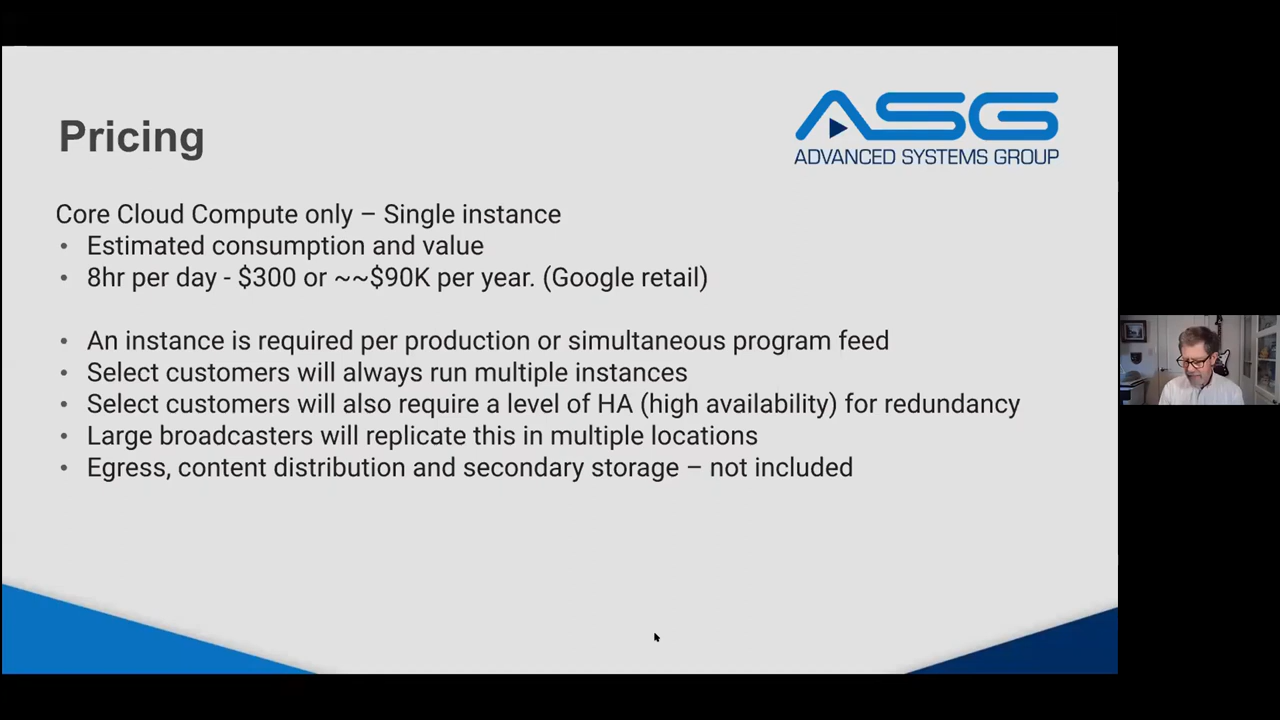 ASG
ADVANCED SYSTEMS GROUP
Pricing
Core Cloud Compute only – Single instance
• Estimated consumption and value
• 8hr per day - $300 or ~~$90K per year. (Google retail)
• An instance is required per production or simultaneous program feed
• Select customers will always run multiple instances
• Select customers will also require a level of HA (high availability) for redundancy
• Large broadcasters will replicate this in multiple locations
• Egress, content distribution and secondary storage – not included